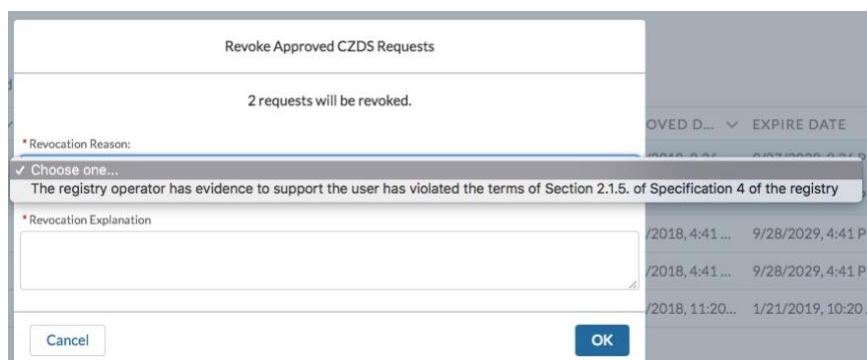 Revoke Approved CZDS Requests
2 requests will be revoked.
OVED D... EXPIRE DATE
* Revocation Reason:
✓ Choose one...
The registry operator has evidence to support the user has violated the terms of Section 2.1.5. of Specification 4 of the registry
* Revocation Explanation
/2018, 4:41 ... 9/28/2029, 4:41 P
/2018, 4:41 ... 9/28/2029, 4:41 P
/2018, 11:20... 1/21/2019, 10:20
Cancel OK